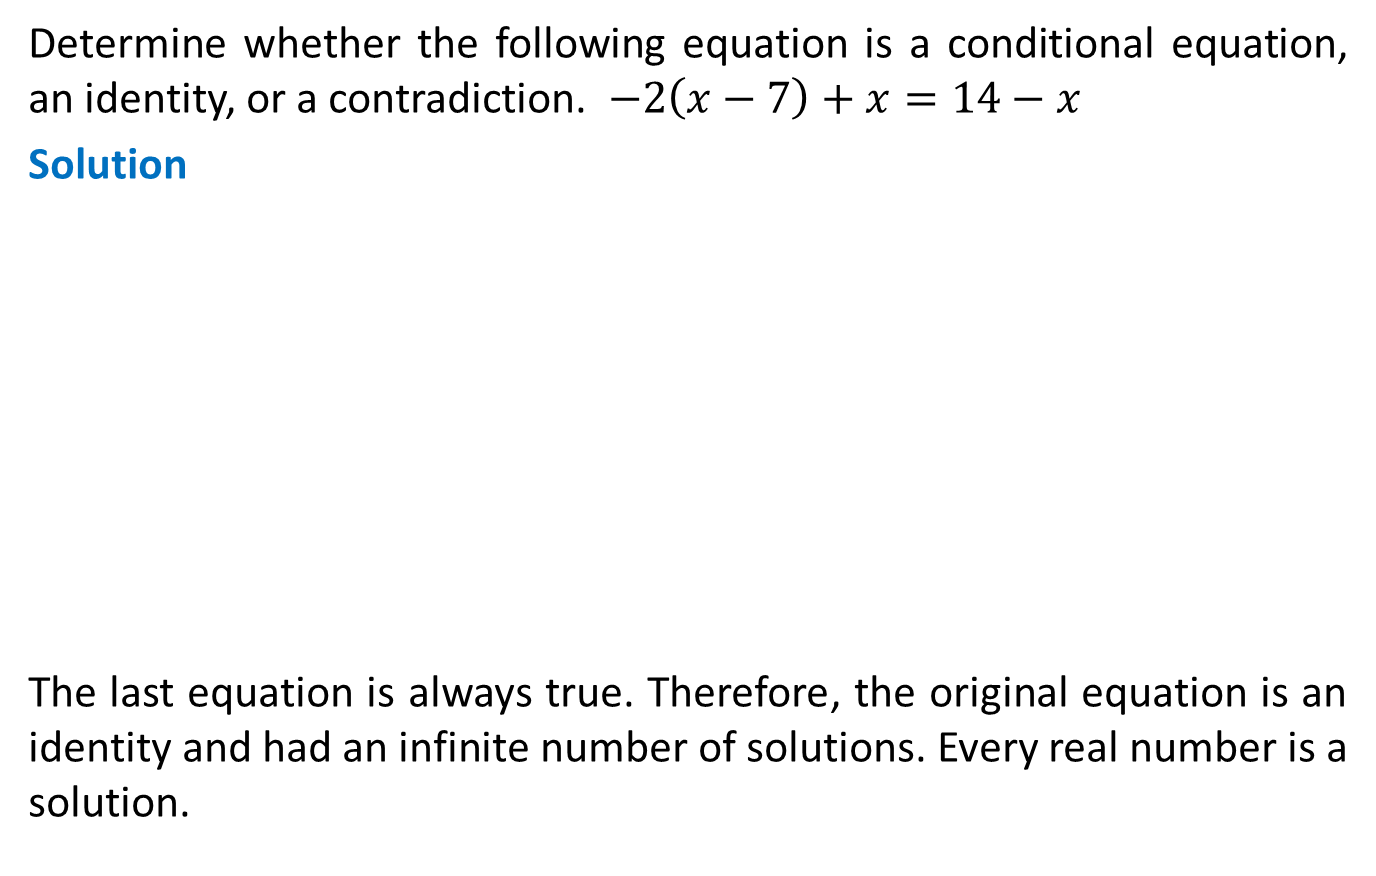 Determine whether the following equation is a conditional equation,
an identity, or a contradiction. −2(𝑥 − 7) + 𝑥 = 14 − 𝑥
Solution
The last equation is always true. Therefore, the original equation is an
identity and had an infinite number of solutions. Every real number is a
solution.